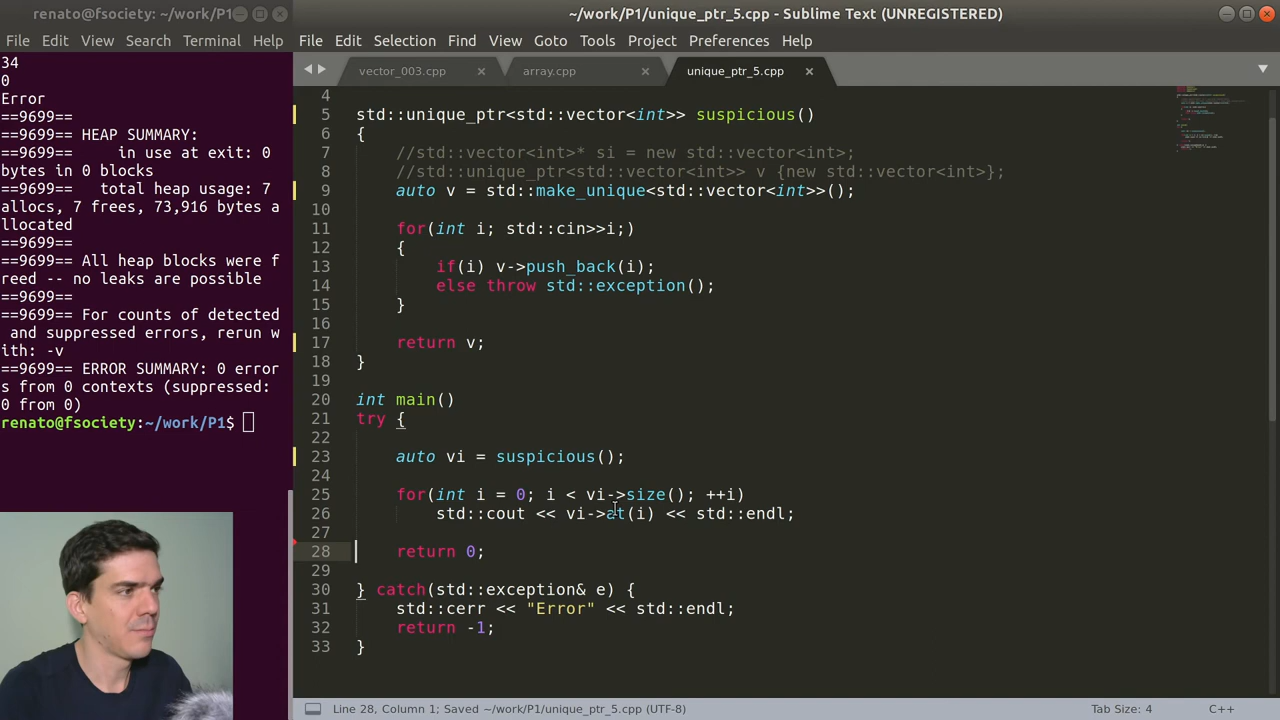 renato@fsociety: ~/work/P1
File Edit View Search Terminal Help
34
0
Error
==9699==
==9699== HEAP SUMMARY:
==9699==     in use at exit: 0
bytes in 0 blocks
==9699==   total heap usage: 7
allocs, 7 frees, 73,916 bytes a
llocated
==9699==
==9699== All heap blocks were f
reed -- no leaks are possible
==9699==
==9699== For counts of detected
 and suppressed errors, rerun w
ith: -v
==9699== ERROR SUMMARY: 0 error
s from 0 contexts (suppressed:
0 from 0)
renato@fsociety:~/work/P1$
~/work/P1/unique_ptr_5.cpp - Sublime Text (UNREGISTERED)
File Edit Selection Find View Goto Tools Project Preferences Help
vector_003.cpp array.cpp unique_ptr_5.cpp
4
5 std::unique_ptr<std::vector<int>> suspicious()
6 {
7     //std::vector<int>* si = new std::vector<int>;
8     //std::unique_ptr<std::vector<int>> v {new std::vector<int>};
9     auto v = std::make_unique<std::vector<int>>();
10
11     for(int i; std::cin>>i;)
12     {
13         if(i) v->push_back(i);
14         else throw std::exception();
15     }
16
17     return v;
18 }
19
20 int main()
21 try {
22
23     auto vi = suspicious();
24
25     for(int i = 0; i < vi->size(); ++i)
26         std::cout << vi->at(i) << std::endl;
27
28     return 0;
29
30 } catch(std::exception& e) {
31     std::cerr << "Error" << std::endl;
32     return -1;
33 }
Line 28, Column 1; Saved ~/work/P1/unique_ptr_5.cpp (UTF-8) Tab Size: 4 C++